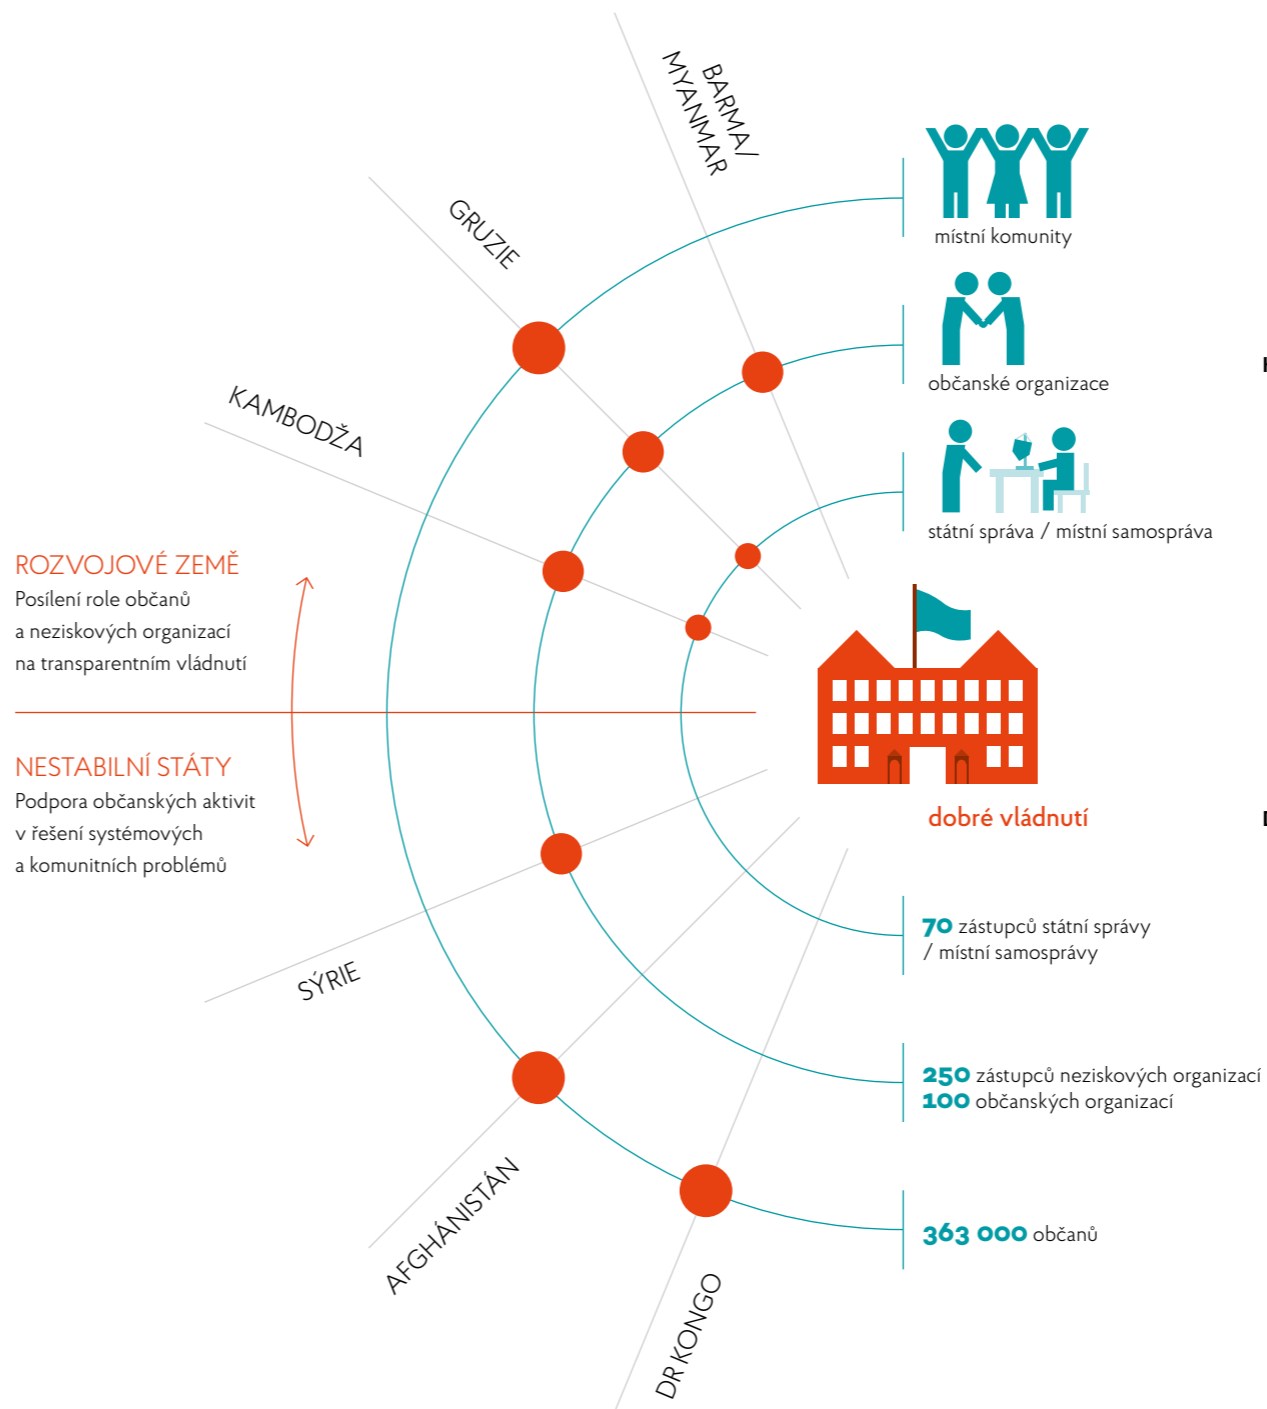 BARMA/
MYANMAR
GRUZIE
KAMBODŽA
místní komunity
občanské organizace
státní správa / místní samospráva
ROZVOJOVÉ ZEMĚ
Posílení role občanů
a neziskových organizací
na transparentním vládnutí
NESTABILNÍ STÁTY
Podpora občanských aktivit
v řešení systémových
a komunitních problémů
dobré vládnutí
SÝRIE
AFGHÁNISTÁN
DR KONGO
70 zástupců státní správy
/ místní samosprávy
250 zástupců neziskových organizací
100 občanských organizací
363 000 občanů